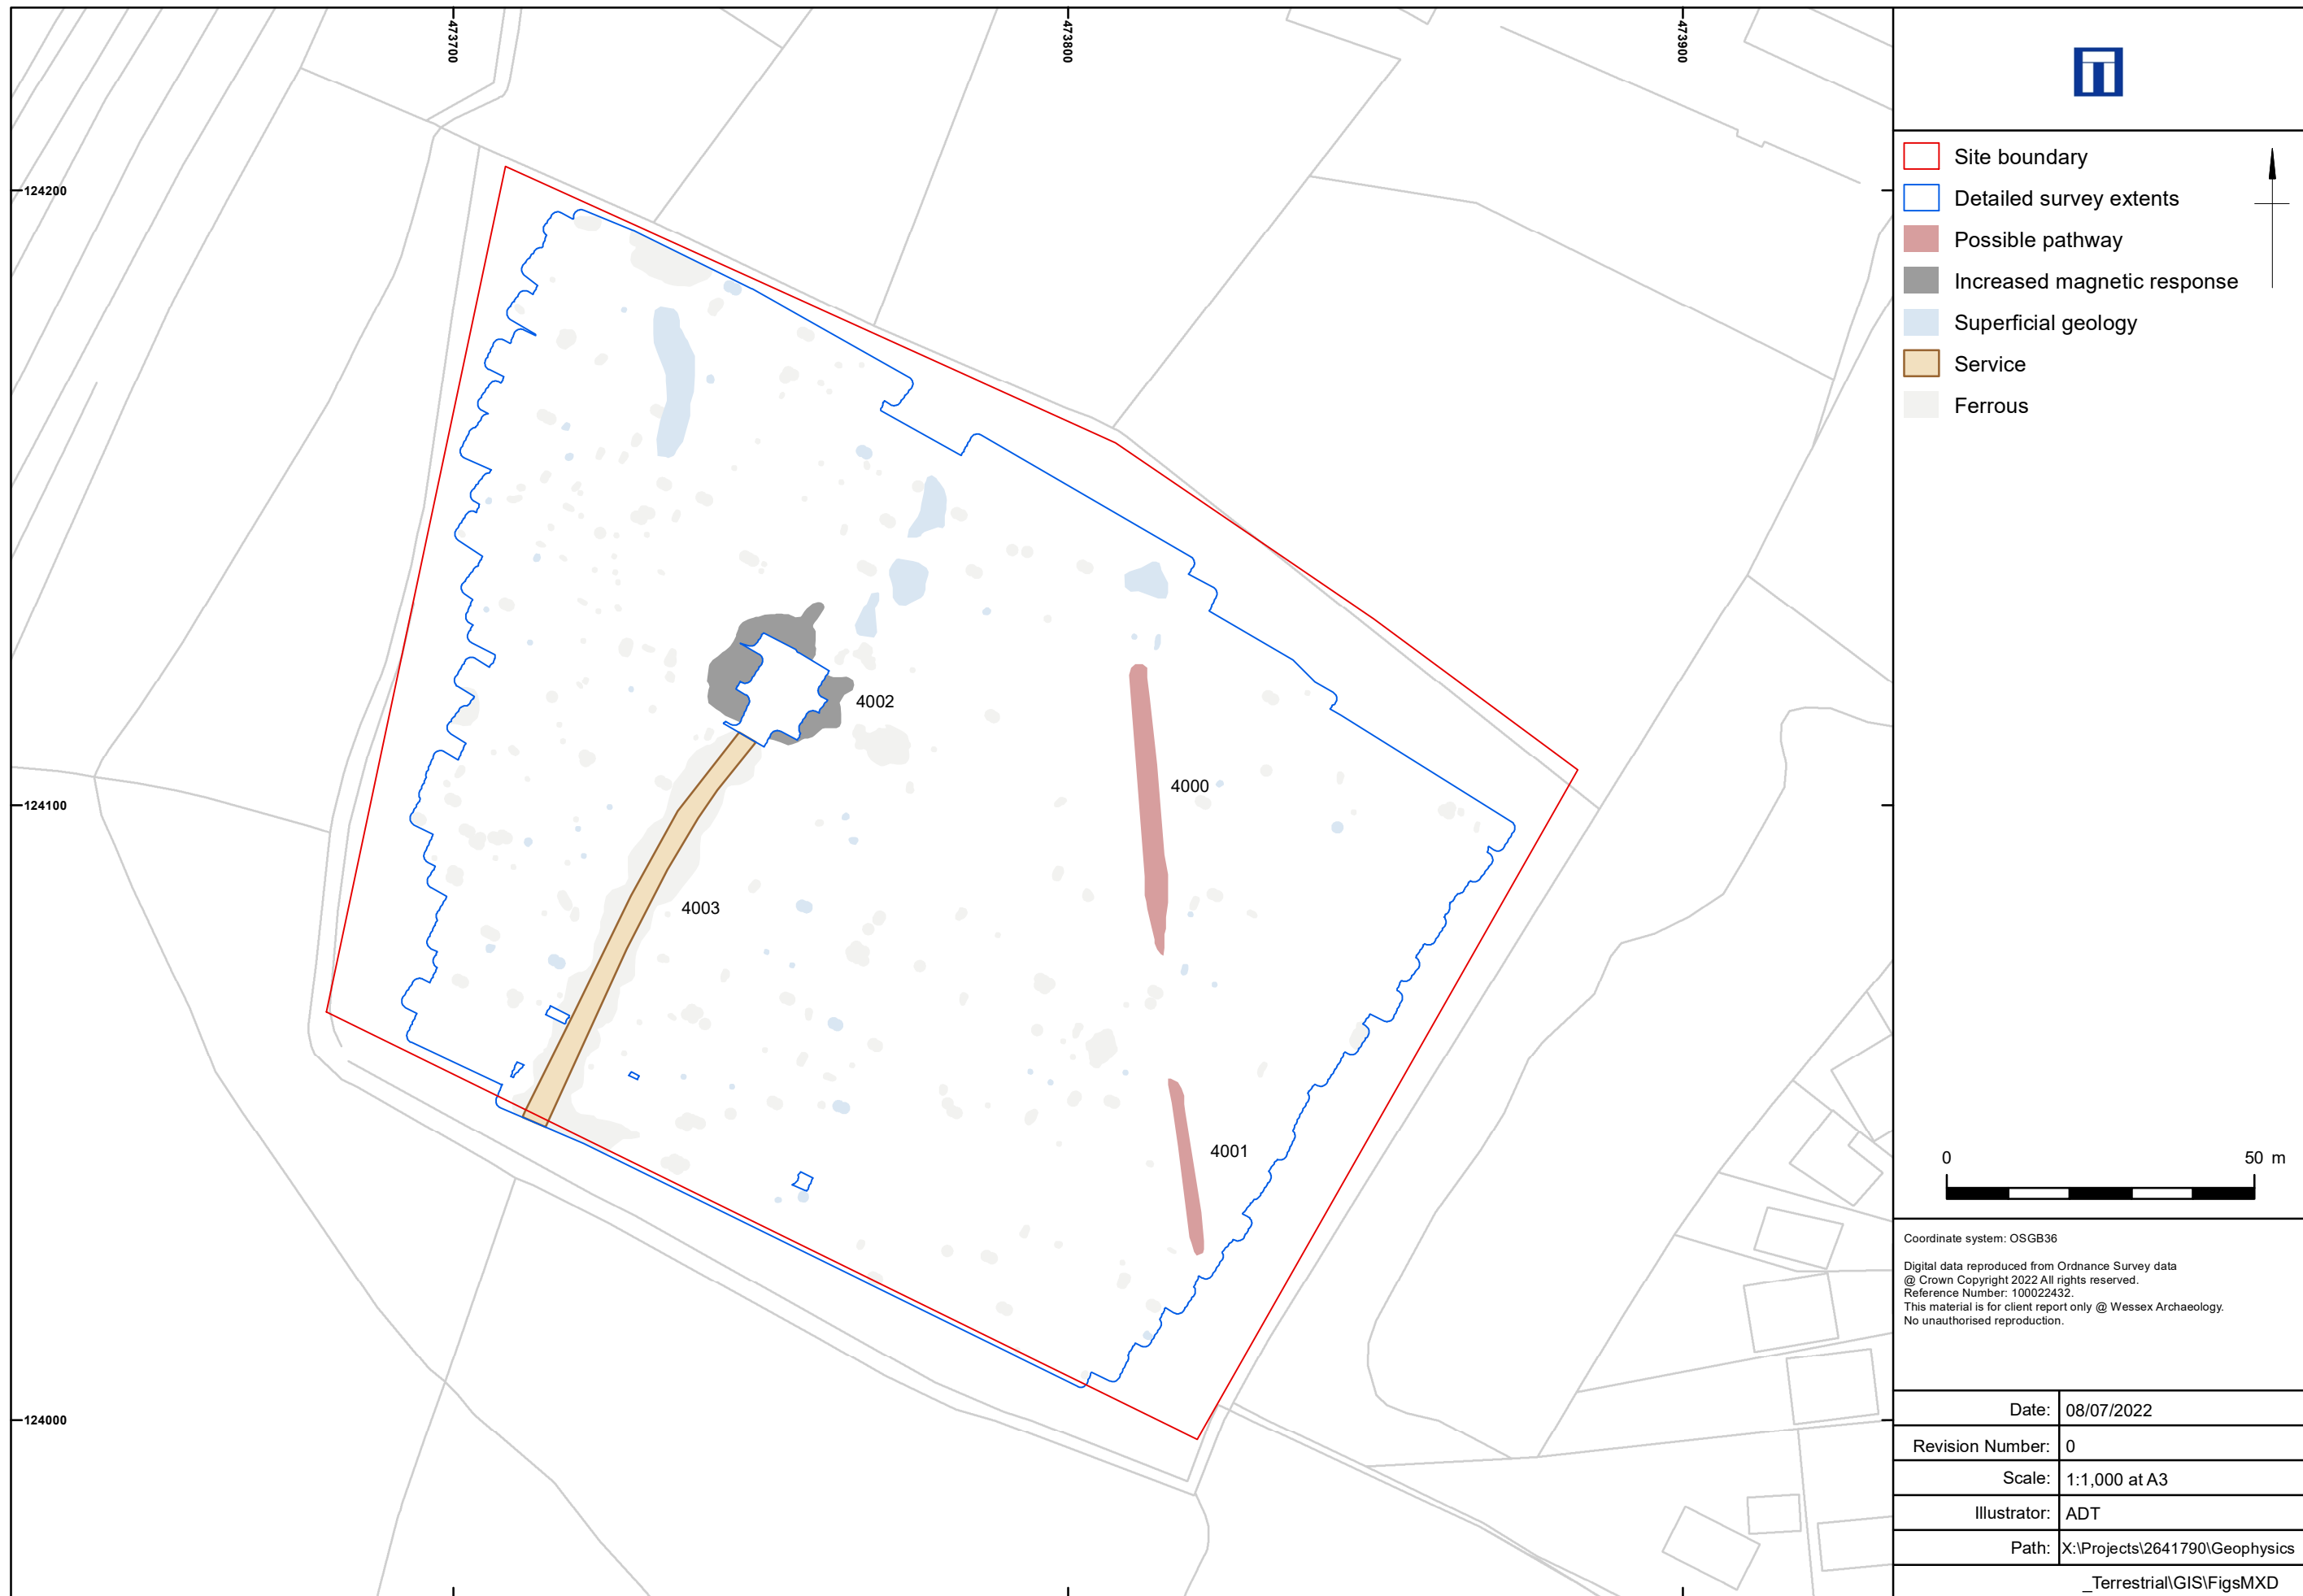 473700
473800
473900
124200
124100
124000
4002
4000
4003
4001
Site boundary
Detailed survey extents
Possible pathway
Increased magnetic response
Superficial geology
Service
Ferrous
0 50 m
Coordinate system: OSGB36
Digital data reproduced from Ordnance Survey data
@ Crown Copyright 2022 All rights reserved.
Reference Number: 100022432.
This material is for client report only @ Wessex Archaeology.
No unauthorised reproduction.
Date: 08/07/2022
Revision Number: 0
Scale: 1:1,000 at A3
Illustrator: ADT
Path: X:\Projects\2641790\Geophysics
_Terrestrial\GIS\FigsMXD